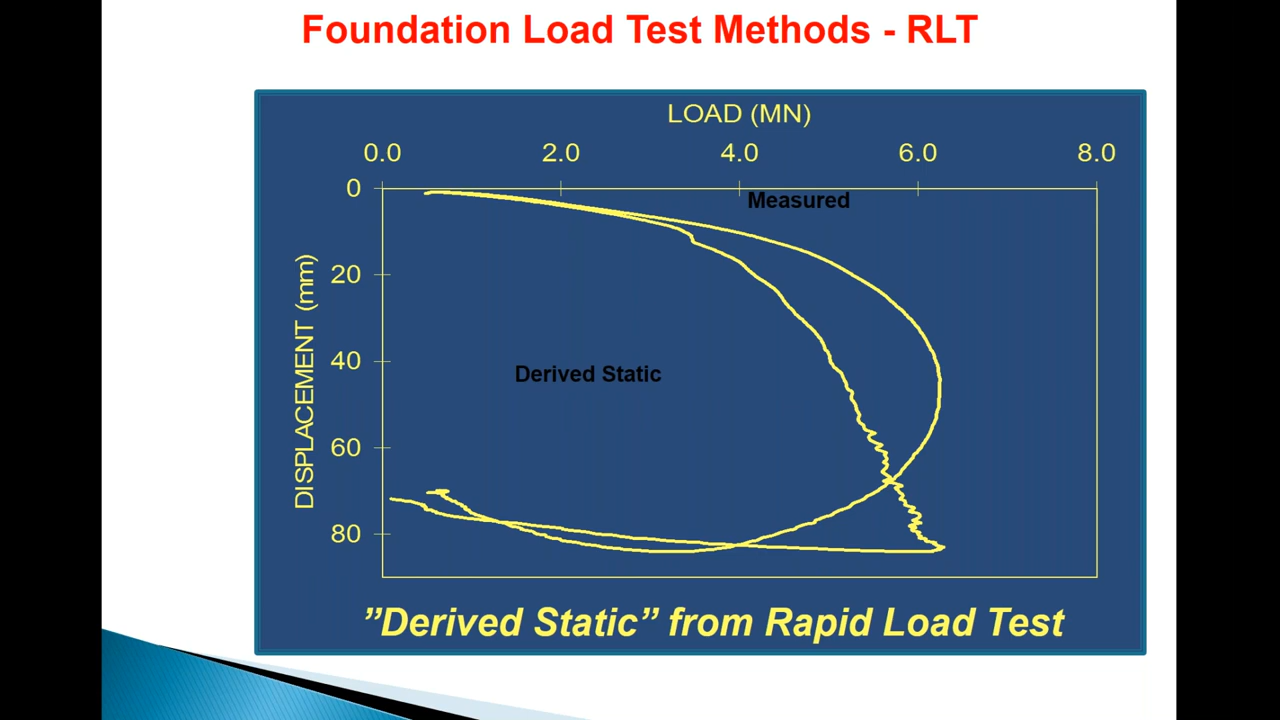 Foundation Load Test Methods - RLT
LOAD (MN)
0.0 2.0 4.0 6.0 8.0
0
Measured
20
DISPLACEMENT (mm)
40
Derived Static
60
80
”Derived Static” from Rapid Load Test